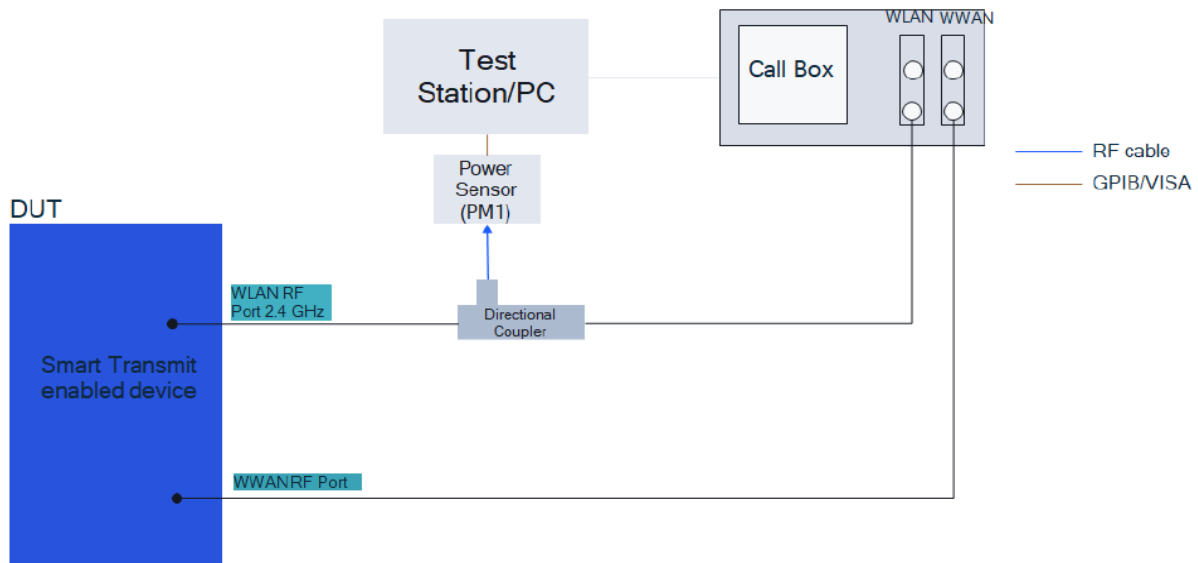 WLAN WWAN
Test
Station/PC
Call Box
RF cable
GPIB/VISA
Power
Sensor
(PM1)
DUT
WLAN RF
Port 2.4 GHz
Directional
Coupler
Smart Transmit
enabled device
WWAN RF Port